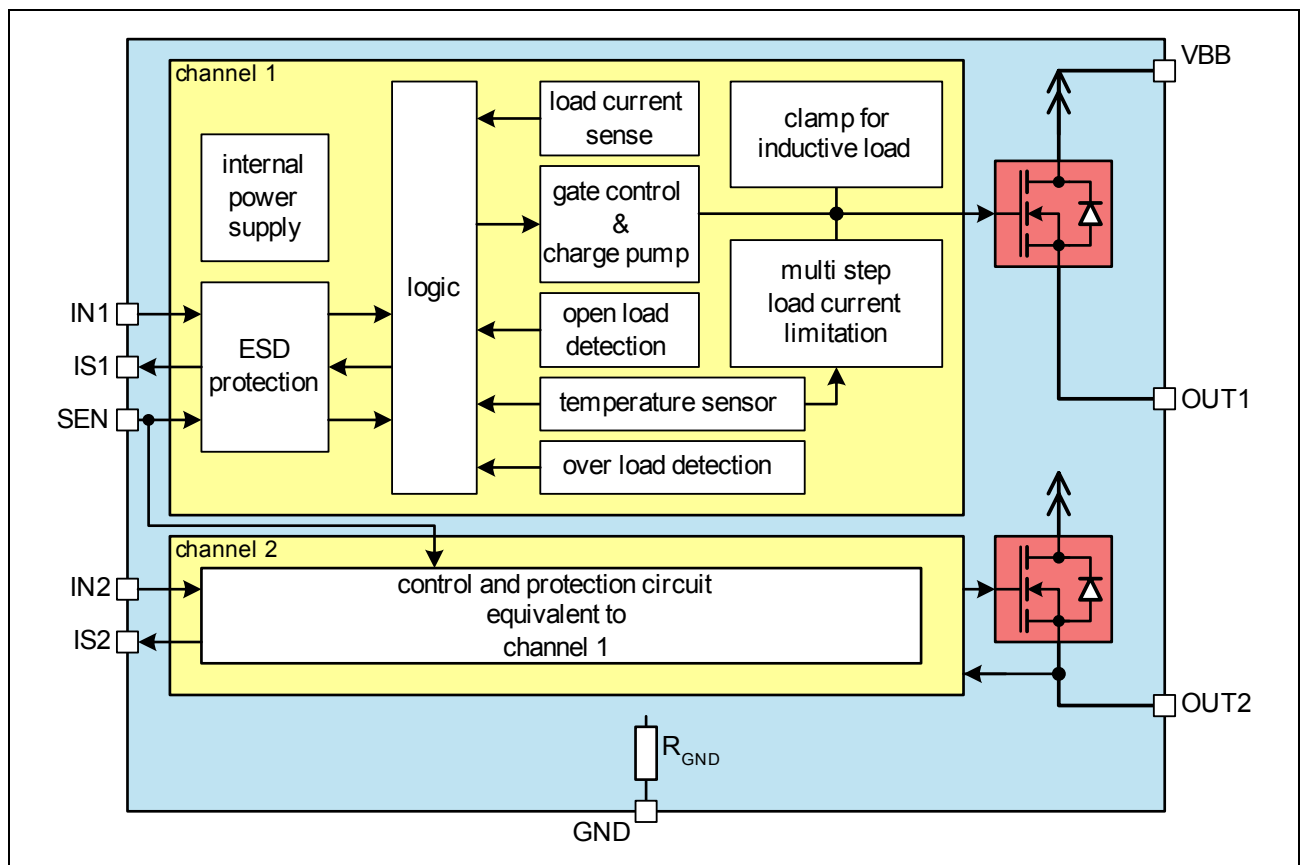 channel 1
VBB
load current
sense
clamp for
inductive load
internal
power
supply
gate control
&
charge pump
logic
multi step
load current
limitation
IN1
IS1
SEN
ESD
protection
open load
detection
temperature sensor
OUT1
over load detection
channel 2
IN2
IS2
control and protection circuit
equivalent to
channel 1
OUT2
RGND
GND